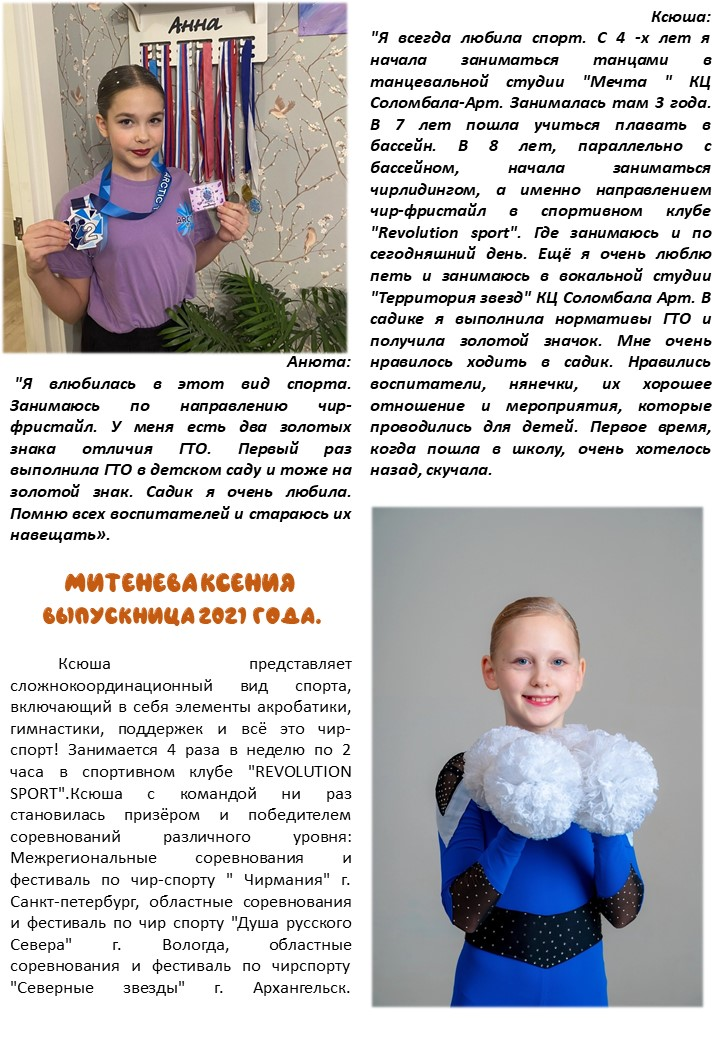 Анна
ARCTIC
ARC
2
Анюта:
"Я влюбилась в этот вид спорта.
Занимаюсь по направлению чир-
фристайл. У меня есть два золотых
знака отличия ГТО. Первый раз
выполнила ГТО в детском саду и тоже на
золотой знак. Садик я очень любила.
Помню всех воспитателей и стараюсь их
навещать».
МИТЕНЕВА КСЕНИЯ
ВЫПУСКНИЦА 2021 ГОДА.
Ксюша представляет
сложнокоординационный вид спорта,
включающий в себя элементы акробатики,
гимнастики, поддержек и всё это чир-
спорт! Занимается 4 раза в неделю по 2
часа в спортивном клубе "REVOLUTION
SPORT".Ксюша с командой ни раз
становилась призёром и победителем
соревнований различного уровня:
Межрегиональные соревнования и
фестиваль по чир-спорту " Чирмания" г.
Санкт-петербург, областные соревнования
и фестиваль по чир спорту "Душа русского
Севера" г. Вологда, областные
соревнования и фестиваль по чирспорту
"Северные звезды" г. Архангельск.
Ксюша:
"Я всегда любила спорт. С 4 -х лет я
начала заниматься танцами в
танцевальной студии "Мечта " КЦ
Соломбала-Арт. Занималась там 3 года.
В 7 лет пошла учиться плавать в
бассейн. В 8 лет, параллельно с
бассейном, начала заниматься
чирлидингом, а именно направлением
чир-фристайл в спортивном клубе
"Revolution sport". Где занимаюсь и по
сегодняшний день. Ещё я очень люблю
петь и занимаюсь в вокальной студии
"Территория звезд" КЦ Соломбала Арт. В
садике я выполнила нормативы ГТО и
получила золотой значок. Мне очень
нравилось ходить в садик. Нравились
воспитатели, нянечки, их хорошее
отношение и мероприятия, которые
проводились для детей. Первое время,
когда пошла в школу, очень хотелось
назад, скучала.